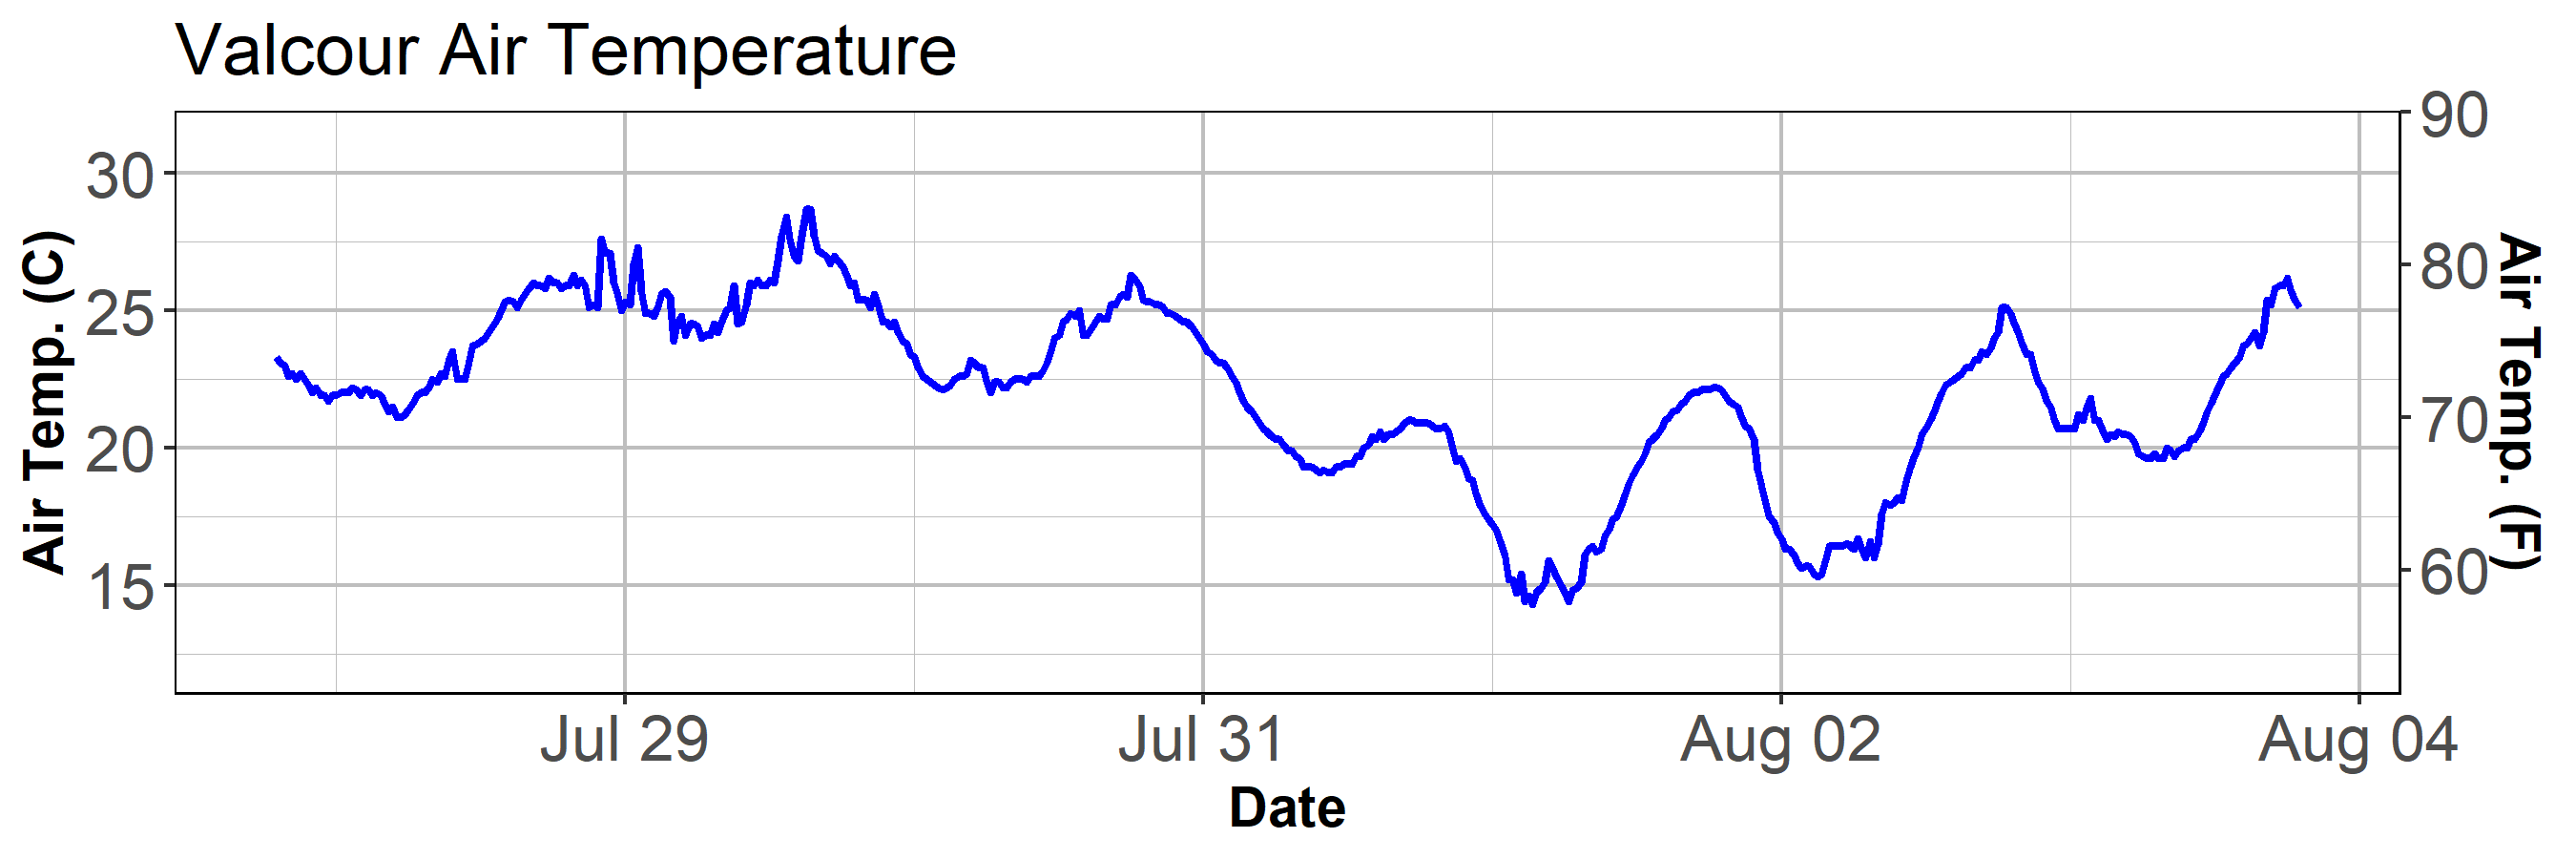 Valcour Air Temperature
Air Temp. (C)
30
25
20
15
90
80
70
60
Air Temp. (F)
Jul 29
Jul 31
Aug 02
Aug 04
Date